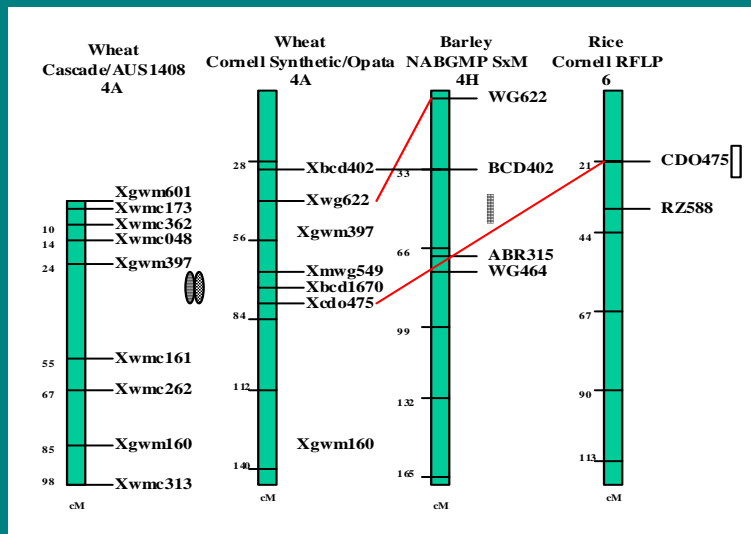 Wheat
Cascade/AUS1408
4A
Wheat
Cornell Synthetic/Opata
4A
Barley
NABGMP SxM
4H
Rice
Cornell RFLP
6
Xgwm601
Xwmc173
Xwmc362
10
Xwmc048
14
Xgwm397
24
Xwmc161
55
Xwmc262
67
Xgwm160
85
Xwmc313
98
cM
28
Xbcd402
Xwg622
Xgwm397
56
Xmwg549
Xbcd1670
Xcdo475
84
112
Xgwm160
140
cM
WG622
BCD402
33
ABR315
66
WG464
99
132
165
cM
CDO475
21
RZ588
44
67
90
113
cM